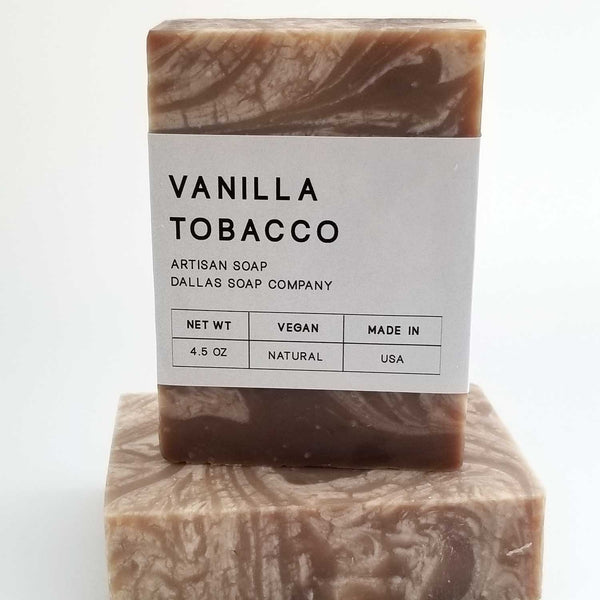 VANILLA
TOBACCO
ARTISAN SOAP
DALLAS SOAP COMPANY
NET WT VEGAN MADE IN
4.5 OZ NATURAL USA